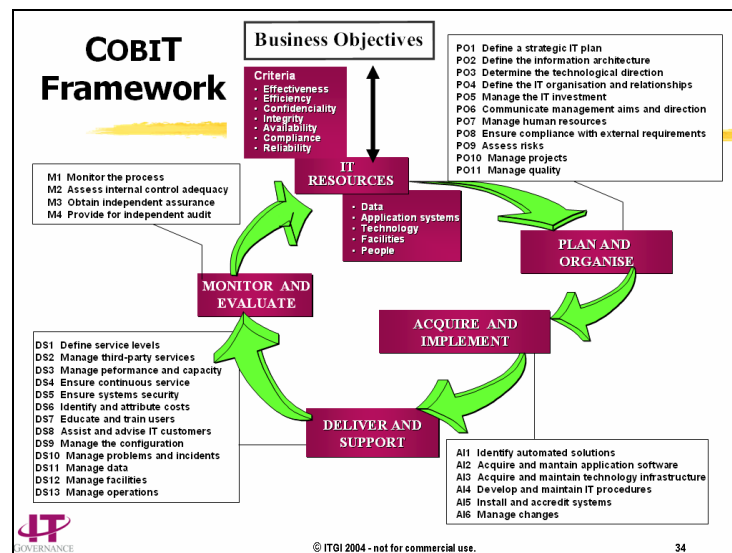 COBIT
Framework
Business Objectives
Criteria
• Effectiveness
• Efficiency
• Confidenciality
• Integrity
• Availability
• Compliance
• Reliability
IT
RESOURCES
• Data
• Application systems
• Technology
• Facilities
• People
PO1 Define a strategic IT plan
PO2 Define the information architecture
PO3 Determine the technological direction
PO4 Define the IT organisation and relationships
PO5 Manage the IT investment
PO6 Communicate management aims and direction
PO7 Manage human resources
PO8 Ensure compliance with external requirements
PO9 Assess risks
PO10 Manage projects
PO11 Manage quality
PLAN AND
ORGANISE
ACQUIRE AND
IMPLEMENT
AI1 Identify automated solutions
AI2 Acquire and mantain application software
AI3 Acquire and maintain technology infrastructure
AI4 Develop and maintain IT procedures
AI5 Install and accredit systems
AI6 Manage changes
DELIVER AND
SUPPORT
DS1 Define service levels
DS2 Manage third-party services
DS3 Manage peformance and capacity
DS4 Ensure continuous service
DS5 Ensure systems security
DS6 Identify and attribute costs
DS7 Educate and train users
DS8 Assist and advise IT customers
DS9 Manage the configuration
DS10 Manage problems and incidents
DS11 Manage data
DS12 Manage facilities
DS13 Manage operations
MONITOR AND
EVALUATE
M1 Monitor the process
M2 Assess internal control adequacy
M3 Obtain independent assurance
M4 Provide for independent audit
IT
GOVERNANCE
© ITGI 2004 - not for commercial use.
34